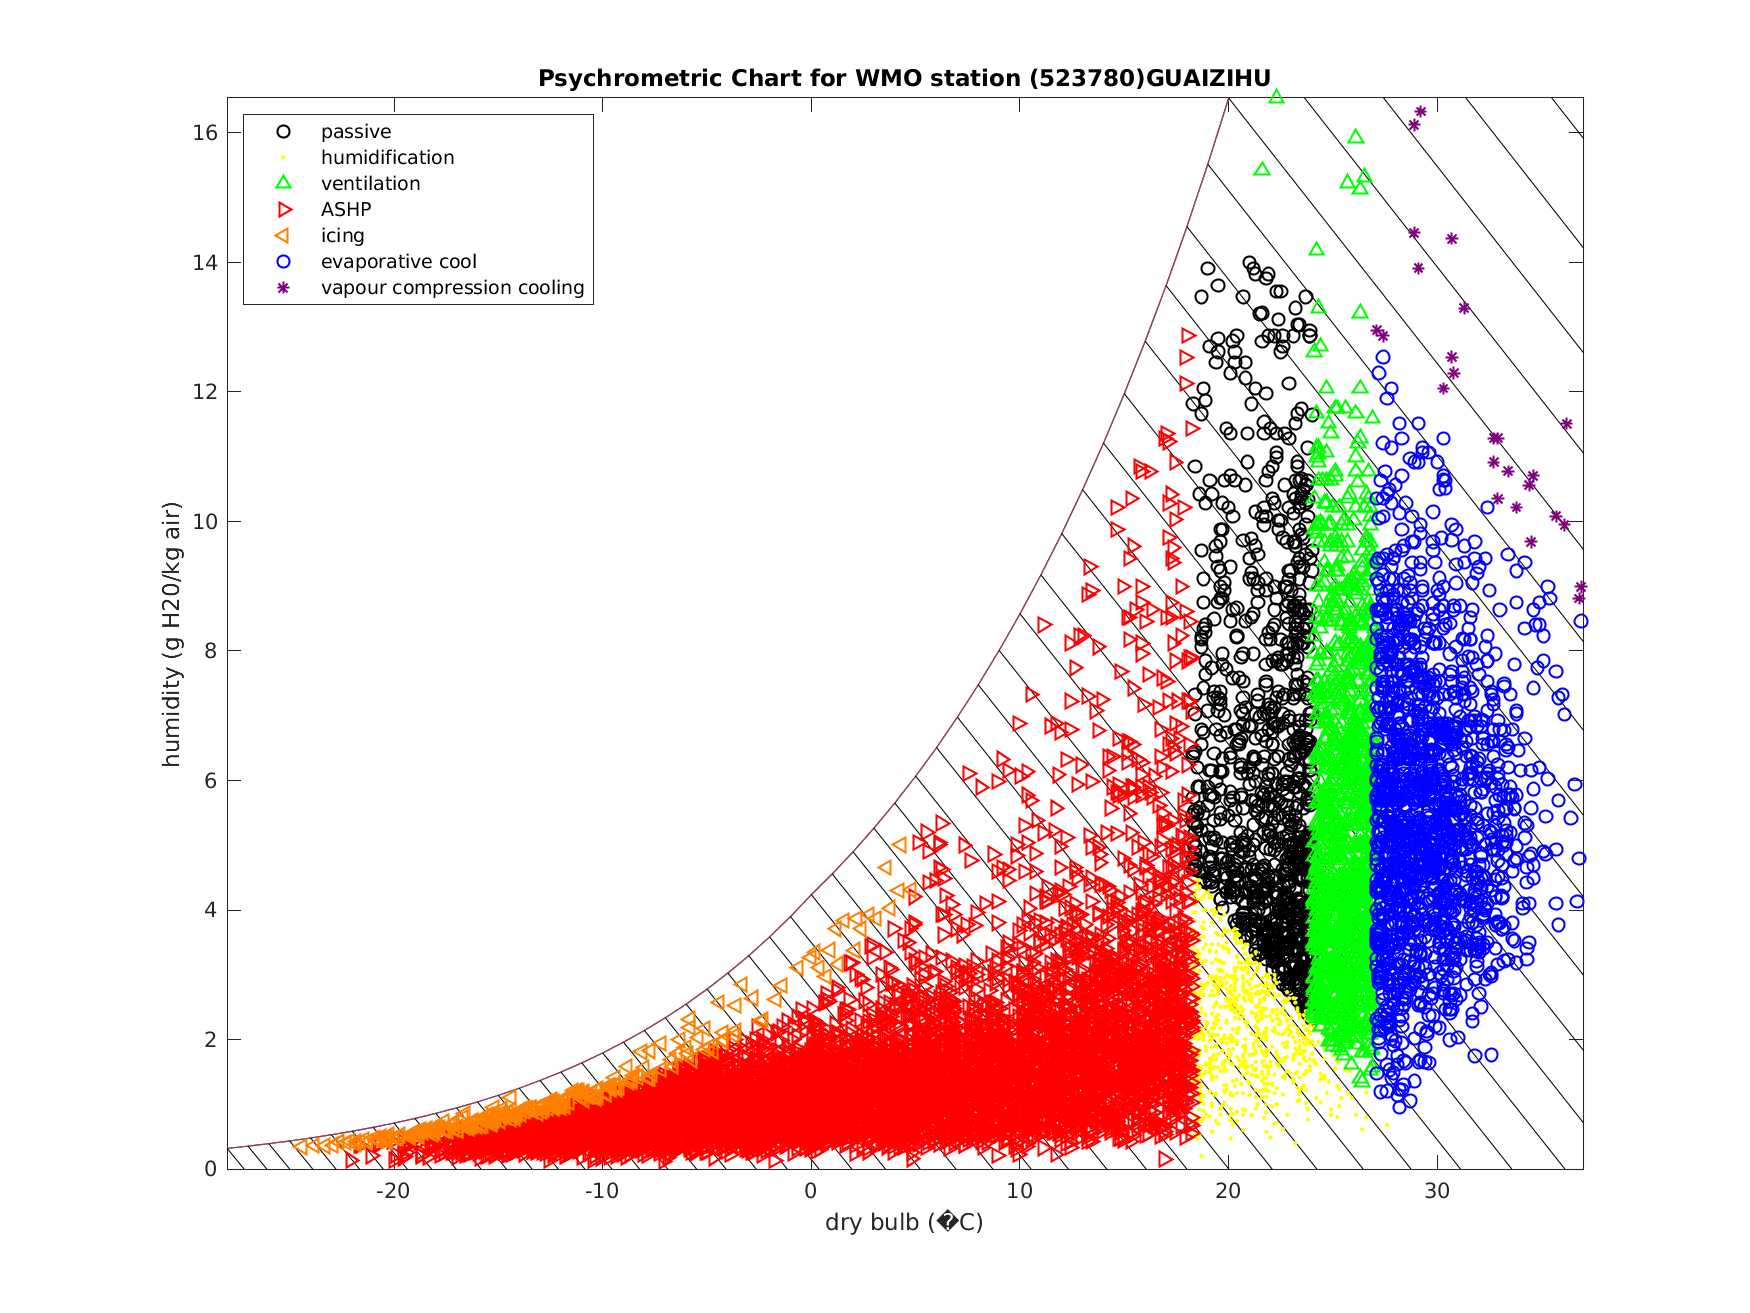 Psychrometric Chart for WMO station (523780)GUAIZIHU
passive
humidification
ventilation
ASHP
icing
evaporative cool
vapour compression cooling
humidity (g H20/kg air)
16
14
12
10
8
6
4
2
0
-20 -10 0 10 20 30
dry bulb (�C)